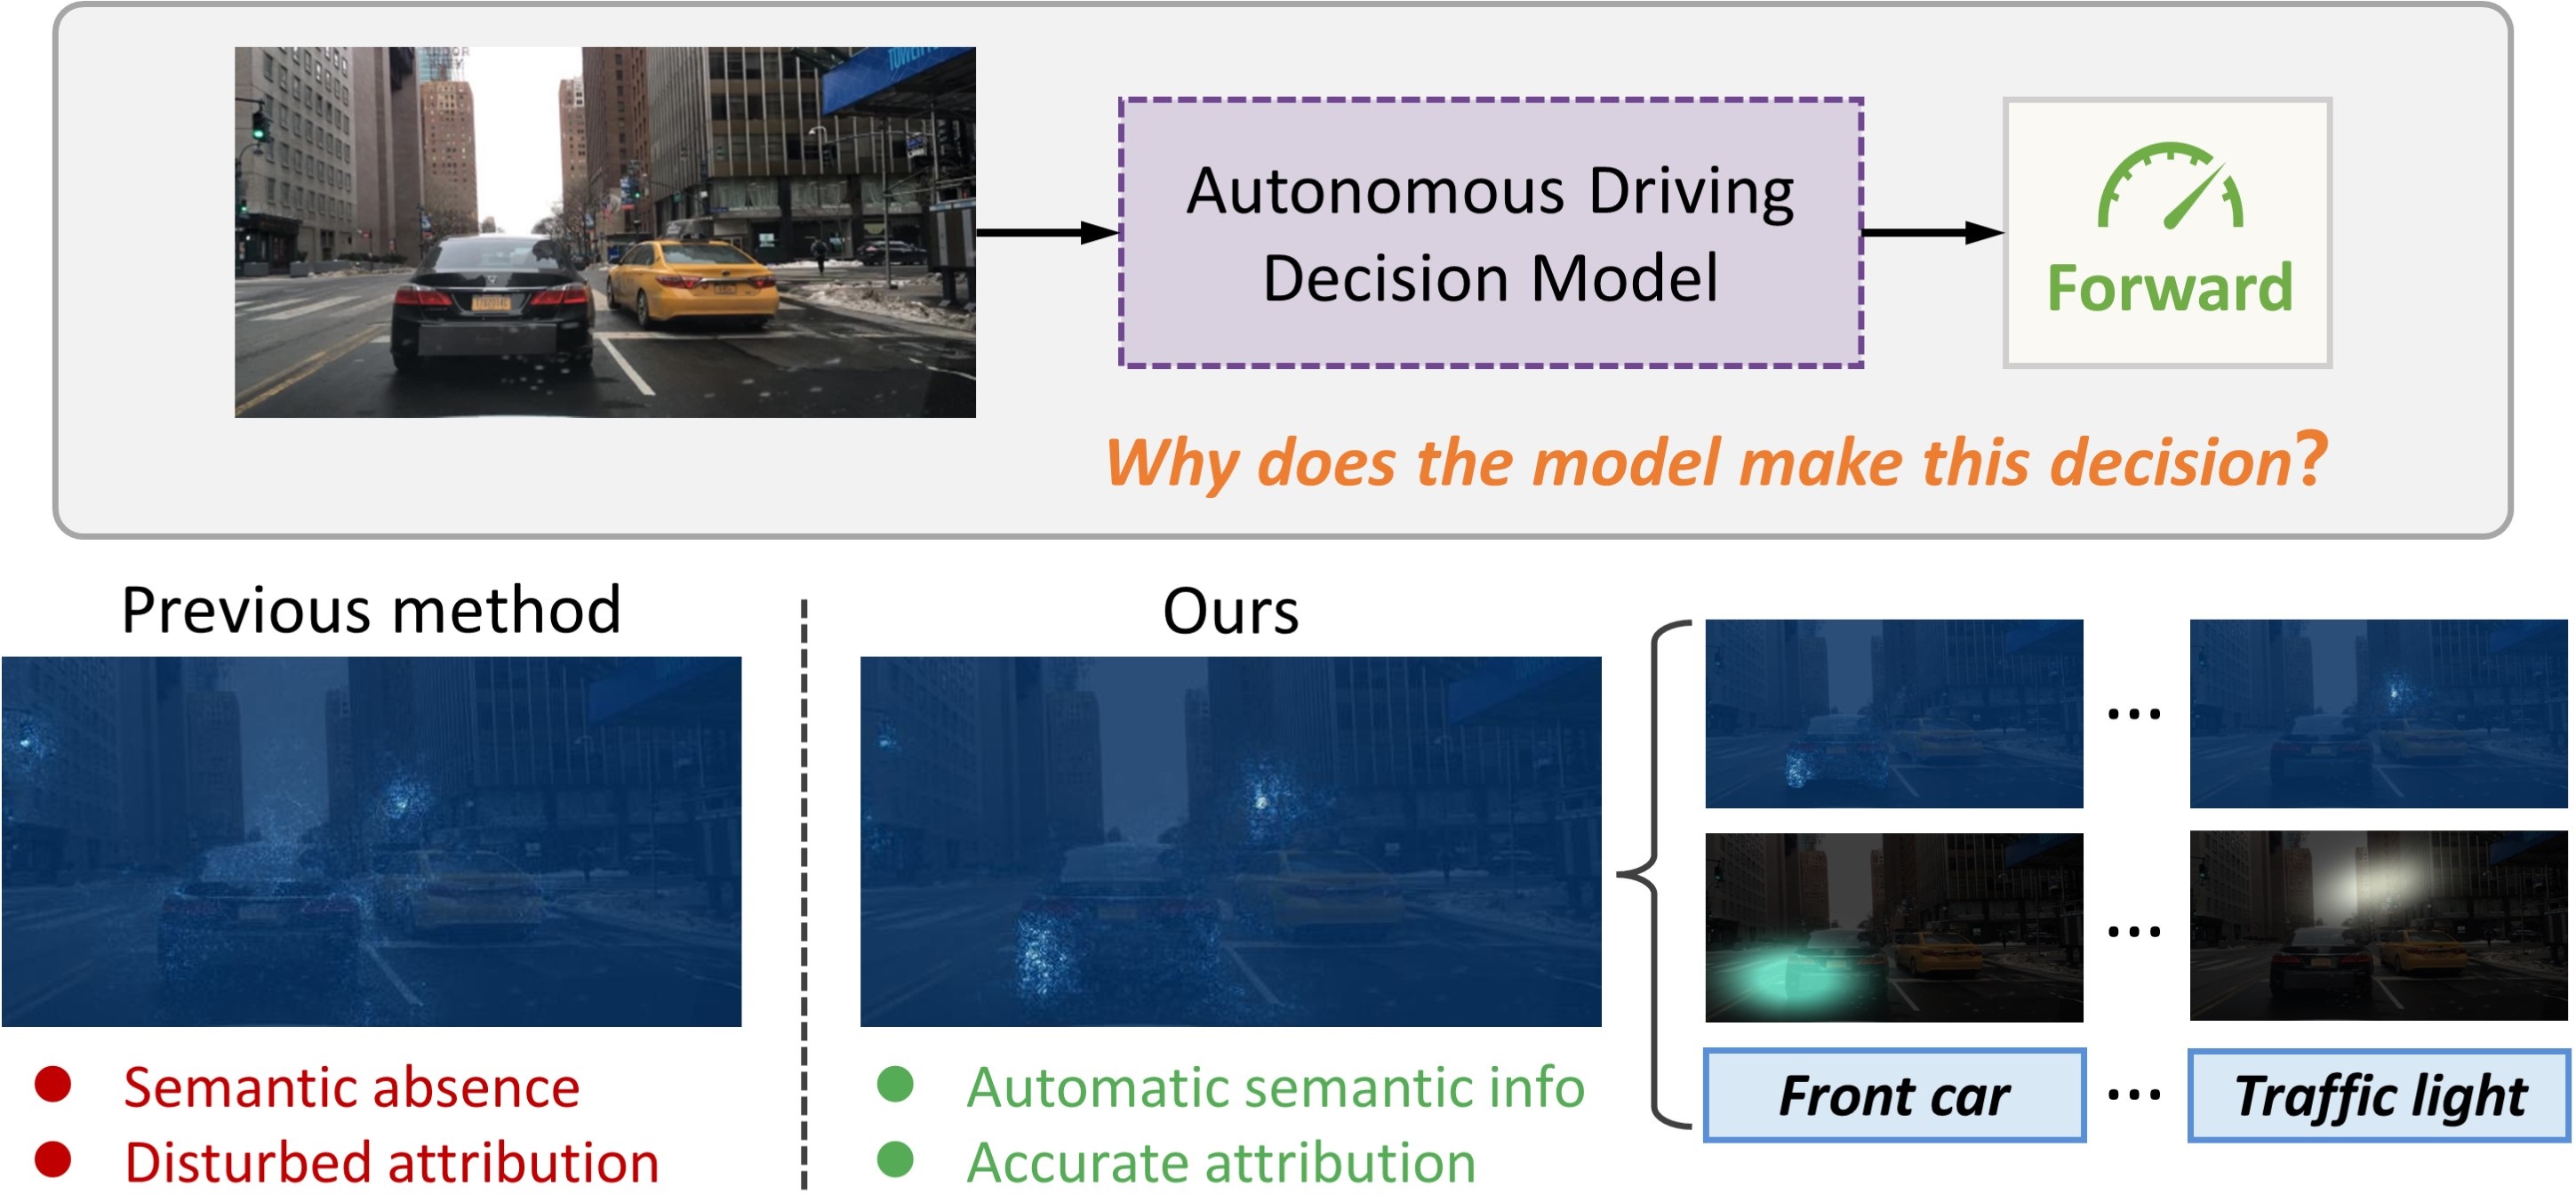 TOWER
Autonomous Driving
Decision Model
Forward
Why does the model make this decision?
Previous method
Ours
...
...
Semantic absence
Disturbed attribution
Automatic semantic info
Accurate attribution
Front car
...
Traffic light